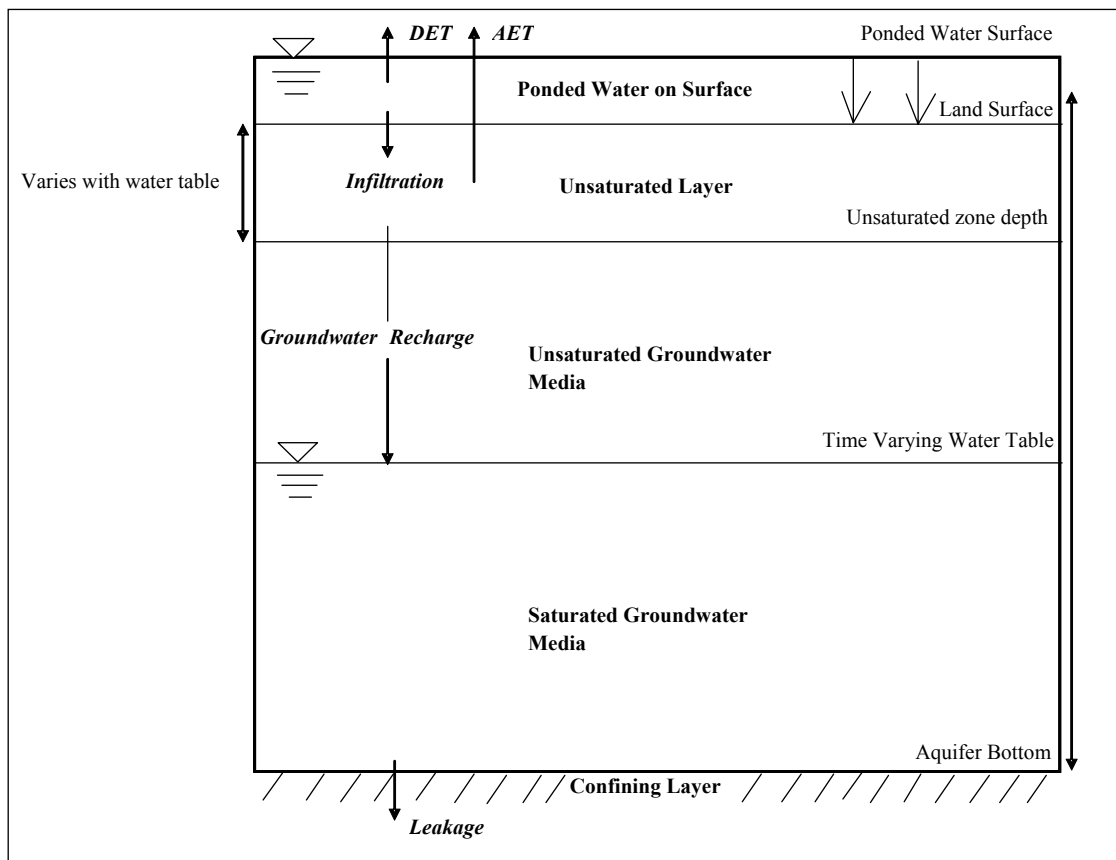 DET AET
Ponded Water Surface
Ponded Water on Surface
Land Surface
Varies with water table
Infiltration
Unsaturated Layer
Unsaturated zone depth
Groundwater Recharge
Unsaturated Groundwater
Media
Time Varying Water Table
Saturated Groundwater
Media
Aquifer Bottom
Confining Layer
Leakage